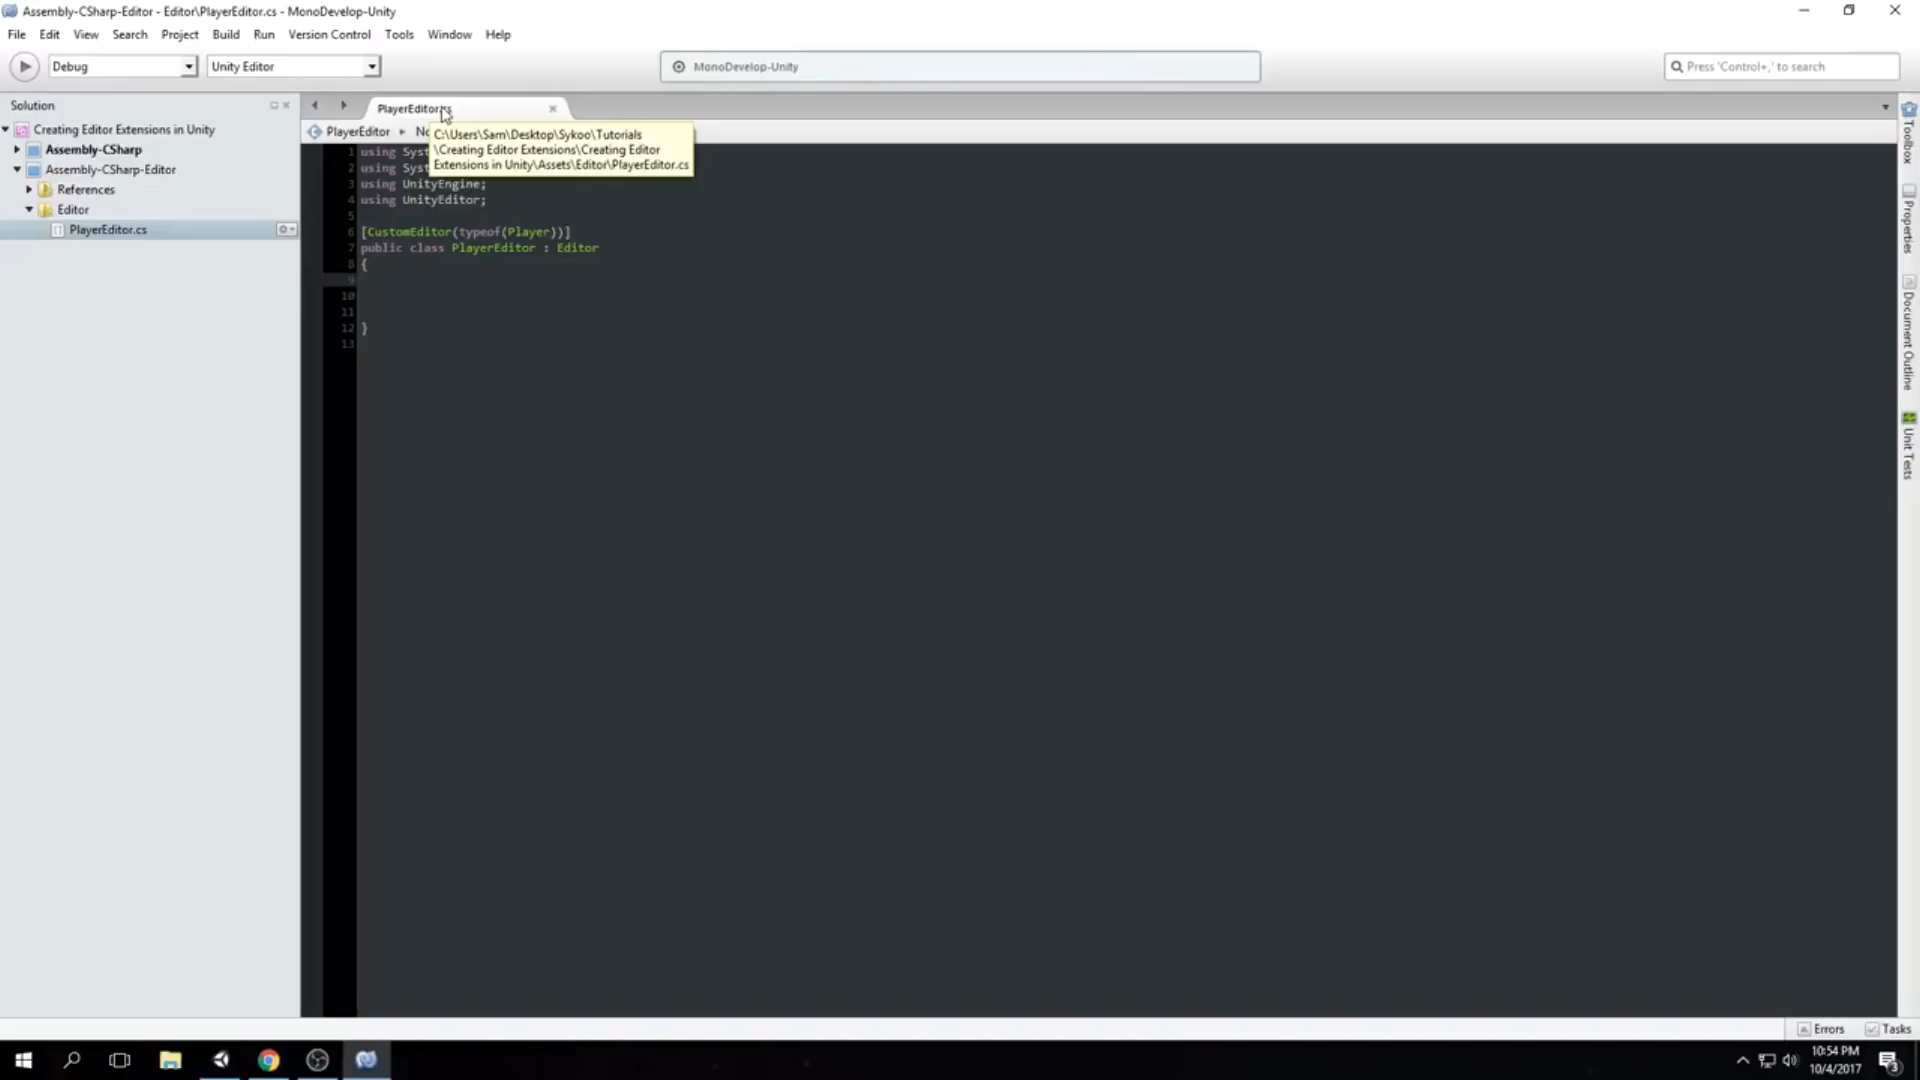 Assembly-CSharp-Editor - Editor\PlayerEditor.cs - MonoDevelop-Unity
File Edit View Search Project Build Run Version Control Tools Window Help
Debug Unity Editor MonoDevelop-Unity Press 'Control+,' to search
Solution
Creating Editor Extensions in Unity
Assembly-CSharp
Assembly-CSharp-Editor
References
Editor
PlayerEditor.cs
PlayerEditor.cs
PlayerEditor No
C:\Users\Sam\Desktop\Sykoo\Tutorials
\Creating Editor Extensions\Creating Editor
Extensions in Unity\Assets\Editor\PlayerEditor.cs
1 using Syst
2 using Syst
3 using UnityEngine;
4 using UnityEditor;
5
6 [CustomEditor(typeof(Player))]
7 public class PlayerEditor : Editor
8 {
9
10
11
12 }
13
Toolbox
Properties
Document Outline
Unit Tests
Errors Tasks
10:54 PM
10/4/2017
3